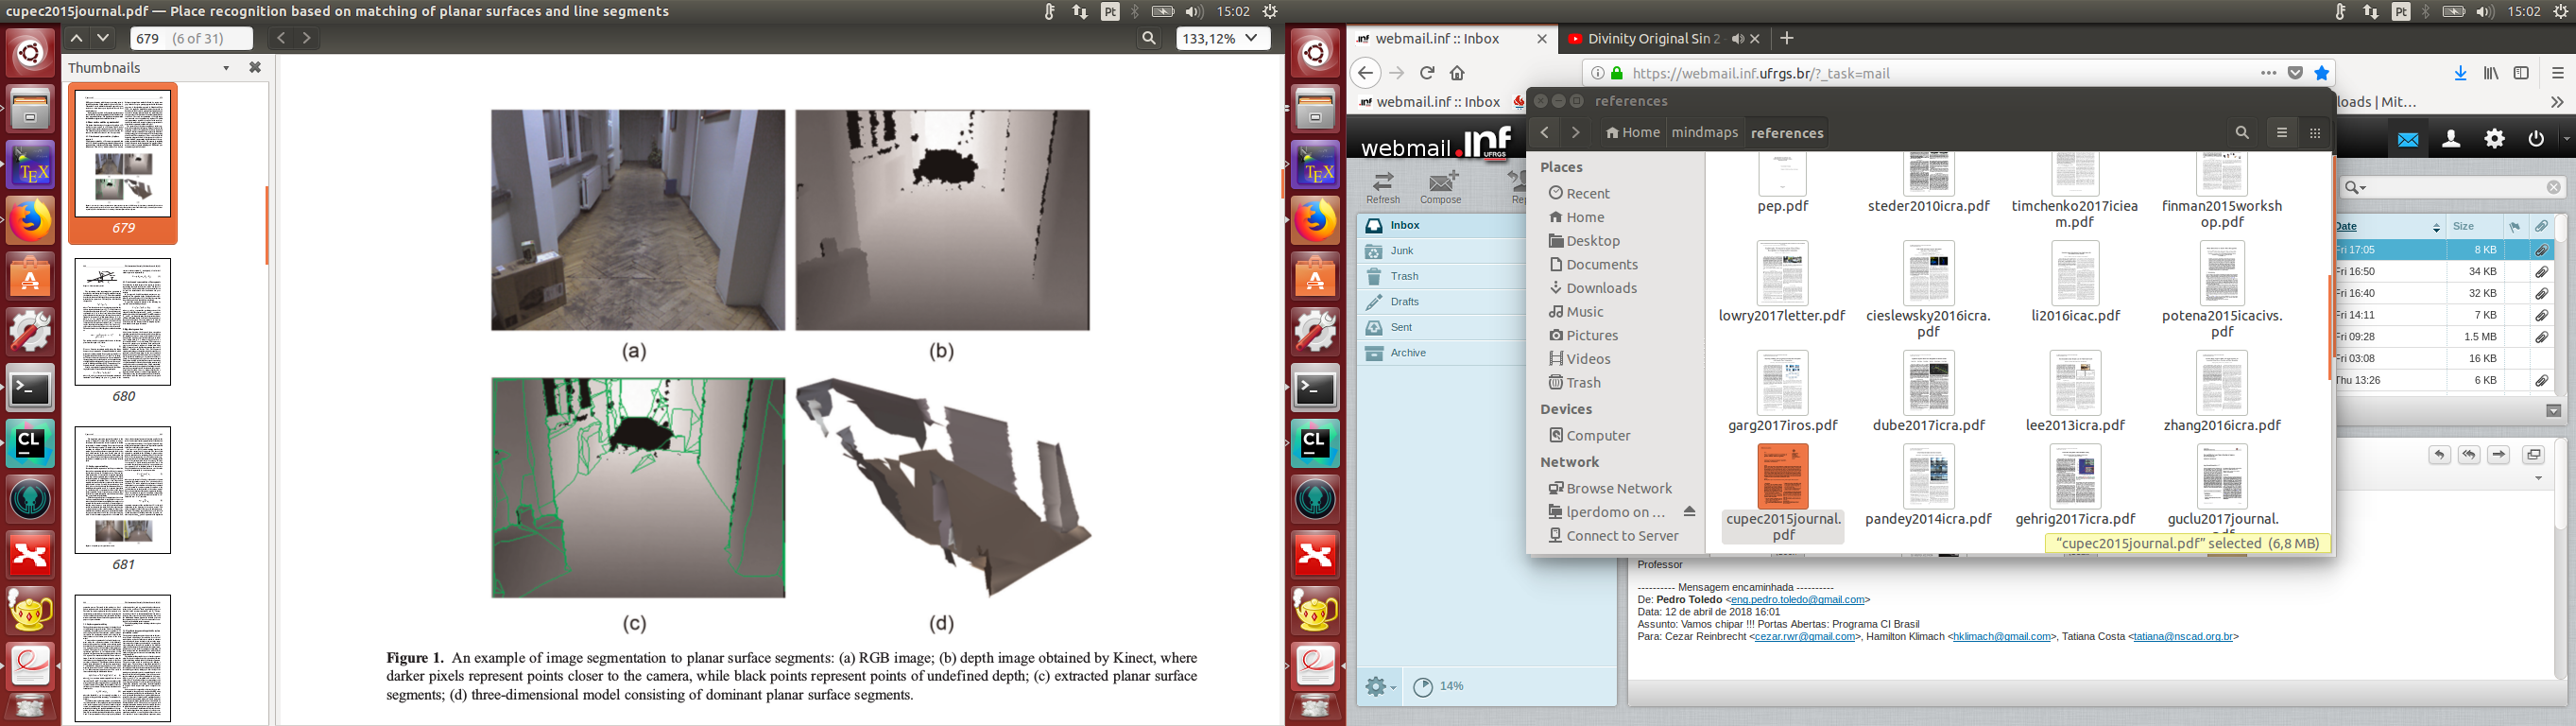 cupec2015journal.pdf — Place recognition based on matching of planar surfaces and line segments
Pt
15:02
679 (6 of 31)
133,12%
Thumbnails
679
680
681
(a)
(b)
(c)
(d)
Figure 1. An example of image segmentation to planar surface segments: (a) RGB image; (b) depth image obtained by Kinect, where
darker pixels represent points closer to the camera, while black points represent points of undefined depth; (c) extracted planar surface
segments; (d) three-dimensional model consisting of dominant planar surface segments.
Pt
15:02
webmail.inf :: Inbox
Divinity Original Sin 2
https://webmail.inf.ufrgs.br/?_task=mail
webmail.inf :: Inbox
loads | Mit...
webmail.inf
UFRGS
Refresh
Compose
Inbox
Junk
Trash
Drafts
Sent
Archive
14%
references
Home
mindmaps
references
Places
Recent
Home
Desktop
Documents
Downloads
Music
Pictures
Videos
Trash
Devices
Computer
Network
Browse Network
lperdomo on ...
Connect to Server
pep.pdf
steder2010icra.pdf
timchenko2017iciea
m.pdf
finman2015worksh
op.pdf
lowry2017letter.pdf
cieslewsky2016icra.
pdf
li2016icac.pdf
potena2015icacivs.
pdf
garg2017iros.pdf
dube2017icra.pdf
lee2013icra.pdf
zhang2016icra.pdf
cupec2015journal.
pdf
pandey2014icra.pdf
gehrig2017icra.pdf
guclu2017journal.
"cupec2015journal.pdf" selected (6,8 MB)
Date
Size
Fri 17:05
8 KB
Fri 16:50
34 KB
Fri 16:40
32 KB
Fri 14:11
7 KB
Fri 09:28
1.5 MB
Fri 03:08
16 KB
Thu 13:26
6 KB
Professor
---------- Mensagem encaminhada ----------
De: Pedro Toledo <eng.pedro.toledo@gmail.com>
Data: 12 de abril de 2018 16:01
Assunto: Vamos chipar !!! Portas Abertas: Programa CI Brasil
Para: Cezar Reinbrecht <cezar.rwr@gmail.com>, Hamilton Klimach <hklimach@gmail.com>, Tatiana Costa <tatiana@nscad.org.br>